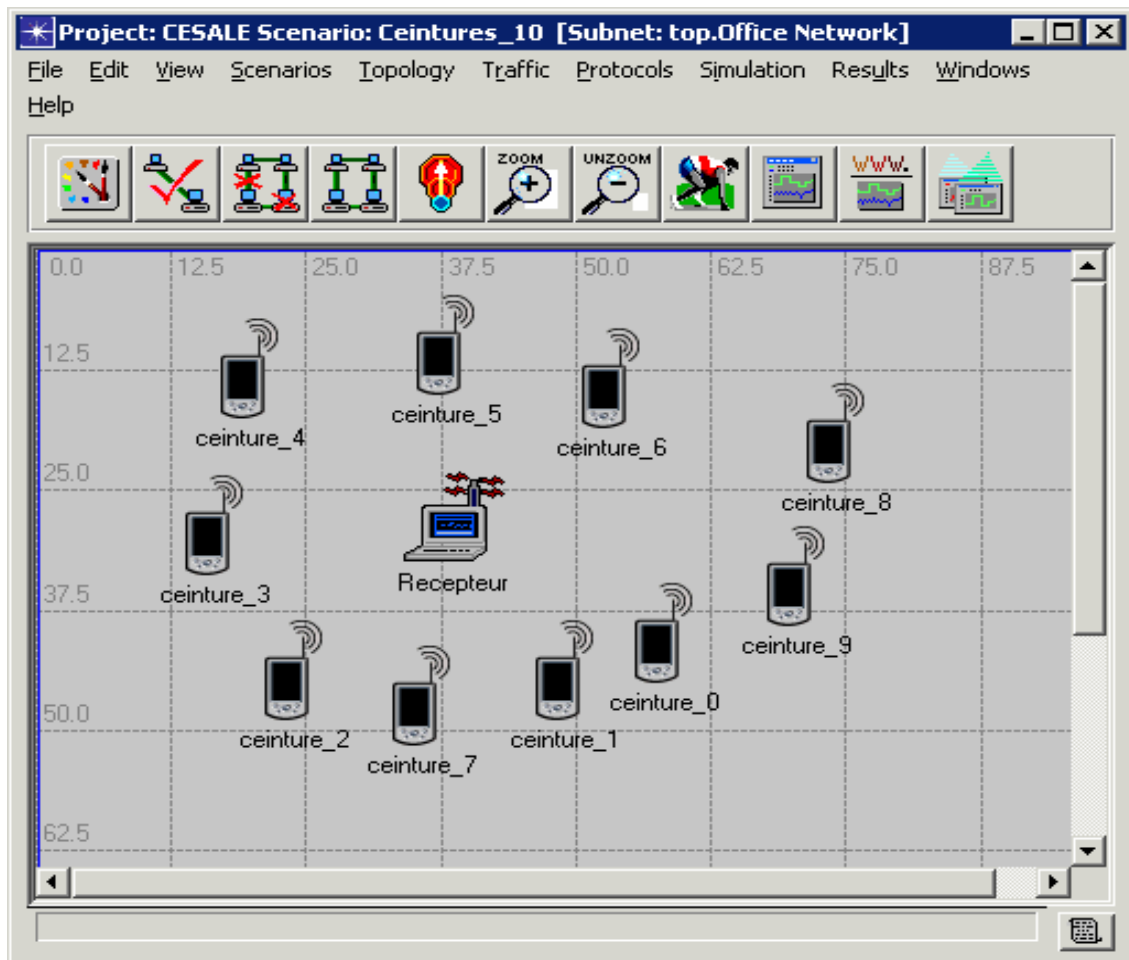 Project: CESALE Scenario: Ceintures_10 [Subnet: top.Office Network]
File Edit View Scenarios Topology Traffic Protocols Simulation Results Windows
Help
ZOOM UNZOOM WWW.
0.0 12.5 25.0 37.5 50.0 62.5 75.0 87.5
12.5
ceinture_5
ceinture_4
ceinture_6
25.0
ceinture_8
Recepteur
37.5
ceinture_3
ceinture_9
ceinture_0
50.0
ceinture_2
ceinture_1
ceinture_7
62.5